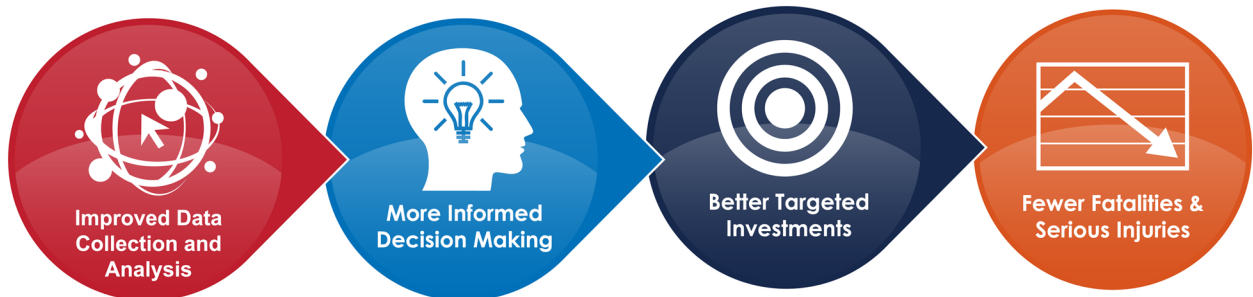 Improved Data
Collection and
Analysis
More Informed
Decision Making
Better Targeted
Investments
Fewer Fatalities &
Serious Injuries